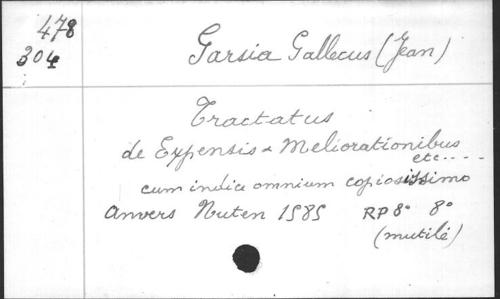 478
304
Garsia Gallecus (Jean)
Tractatus
de Expensis & Meliorationibus
etc....
cum indice omnium copiosissimo
Anvers Nuten 1585 RP 8° 8°
(mutilé)